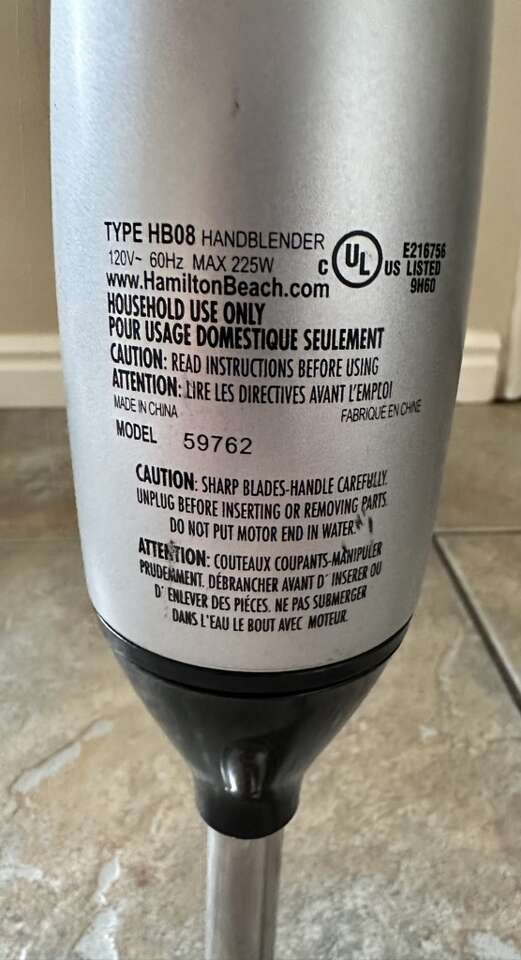 TYPE HB08 HANDBLENDER
120V~ 60Hz MAX 225W
www.HamiltonBeach.com
C UL US LISTED
E216756
9H60
HOUSEHOLD USE ONLY
POUR USAGE DOMESTIQUE SEULEMENT
CAUTION: READ INSTRUCTIONS BEFORE USING
ATTENTION: LIRE LES DIRECTIVES AVANT L'EMPLOI
MADE IN CHINA FABRIQUE EN CHINE
MODEL 59762
CAUTION: SHARP BLADES-HANDLE CAREFULLY.
UNPLUG BEFORE INSERTING OR REMOVING PARTS.
DO NOT PUT MOTOR END IN WATER.
ATTENTION: COUTEAUX COUPANTS-MANIPULER
PRUDEMMENT. DÉBRANCHER AVANT D' INSERER OU
D' ENLEVER DES PIÉCES. NE PAS SUBMERGER
DANS L'EAU LE BOUT AVEC MOTEUR.